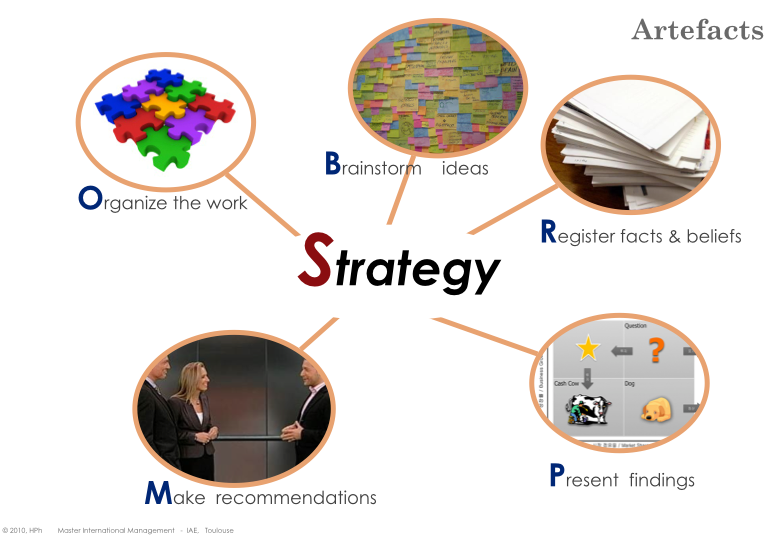 Artefacts
Brainstorm ideas
Organize the work
Register facts & beliefs
Strategy
Question
Cash Cow
Dog
Make recommendations
Present findings
© 2010, HPh Master International Management - IAE, Toulouse